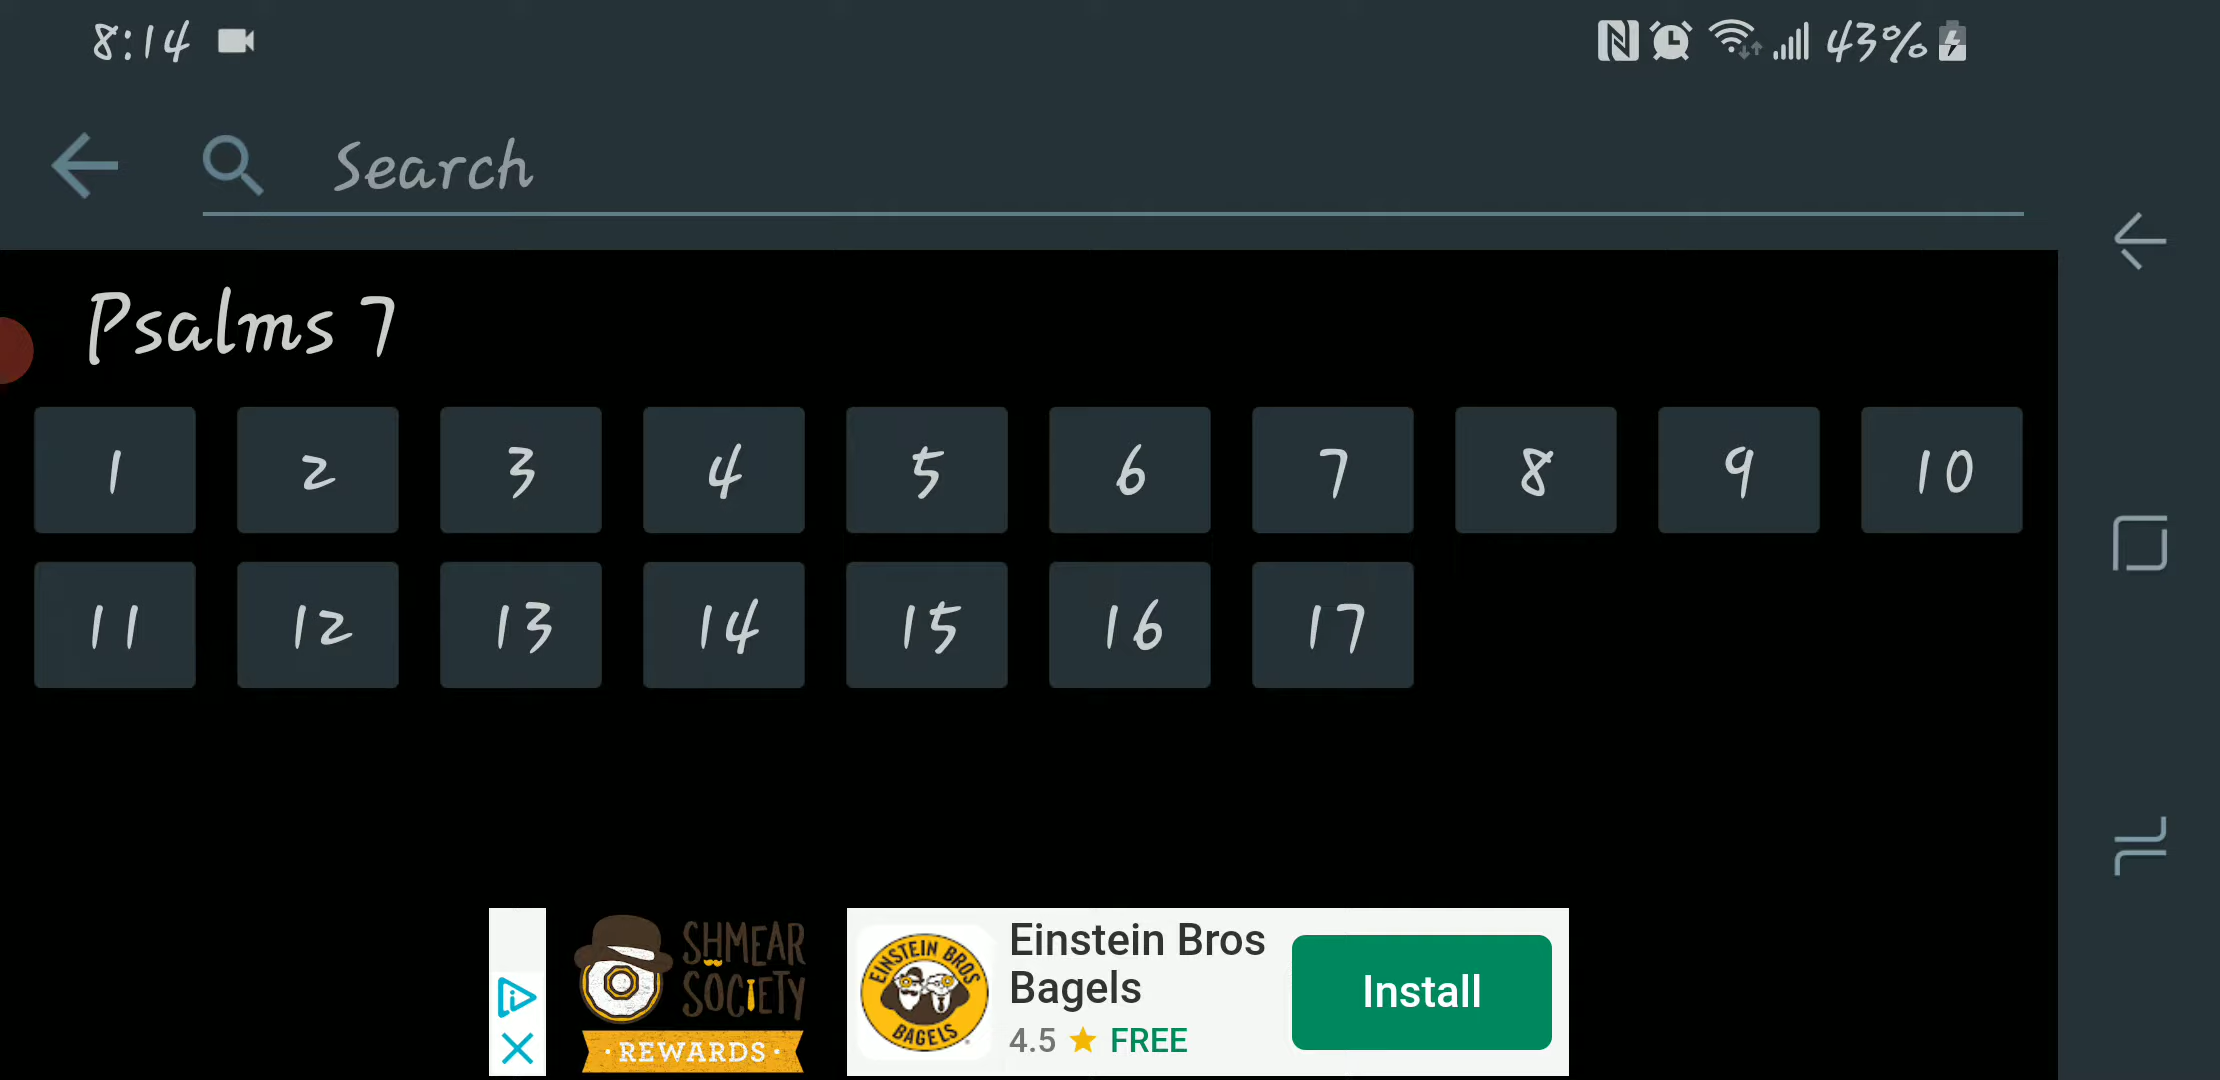 8:14
43%
Search
Psalms 7
1 2 3 4 5 6 7 8 9 10
11 12 13 14 15 16 17
SHMEAR
SOCIETY
·REWARDS·
EINSTEIN BROS
BAGELS
Einstein Bros
Bagels
4.5 ★ FREE
Install